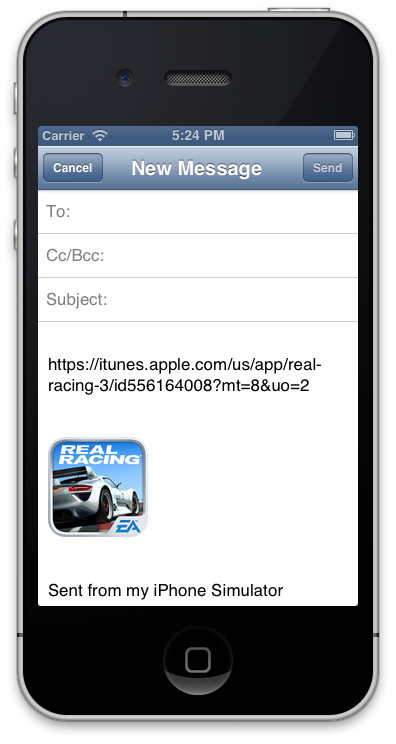 Carrier 5:24 PM
Cancel New Message Send
To:
Cc/Bcc:
Subject:
https://itunes.apple.com/us/app/real-
racing-3/id556164008?mt=8&uo=2
REAL
RACING
EA
Sent from my iPhone Simulator